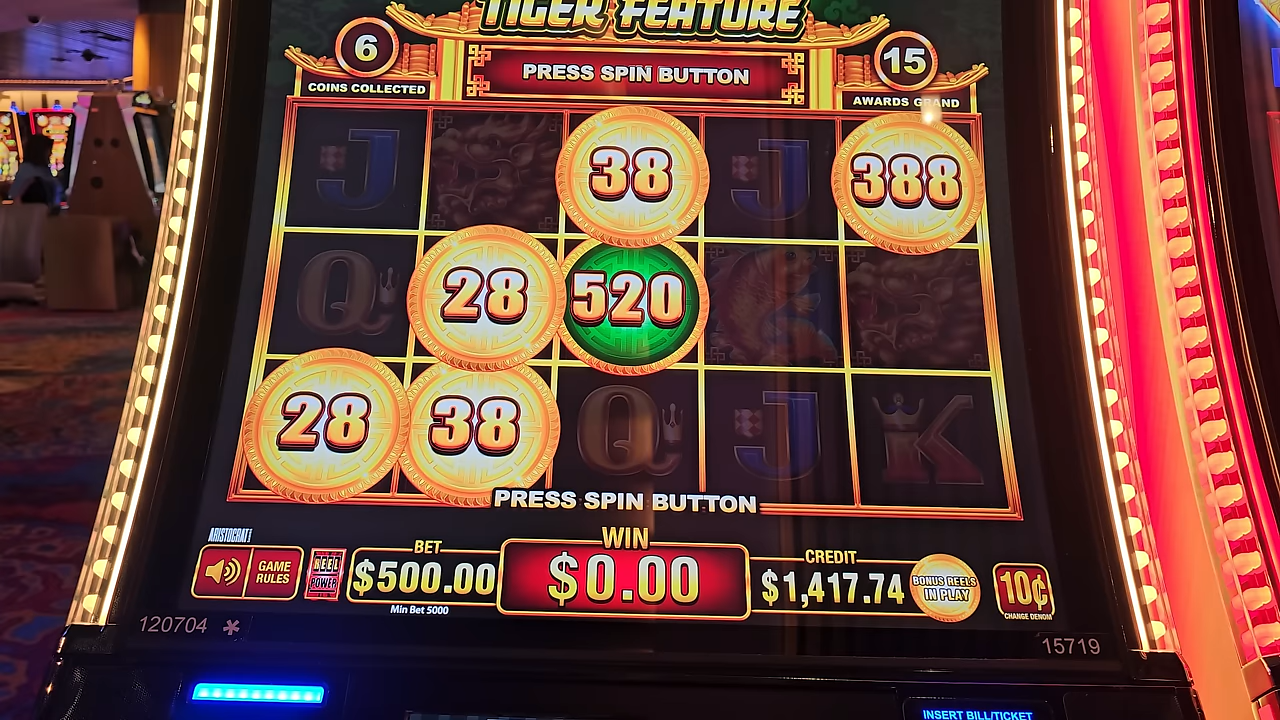 TIGER FEATURE
6
COINS COLLECTED
PRESS SPIN BUTTON
15
AWARDS GRAND
J
38
J
388
Q
28
520
28
38
Q
J
K
PRESS SPIN BUTTON
ARISTOCRAT
GAME
RULES
REEL
POWER
BET
$500.00
Min Bet 5000
WIN
$0.00
CREDIT
$1,417.74
BONUS REELS
IN PLAY
10¢
CHANGE DENOM
120704 *
15719
INSERT BILL/TICKET